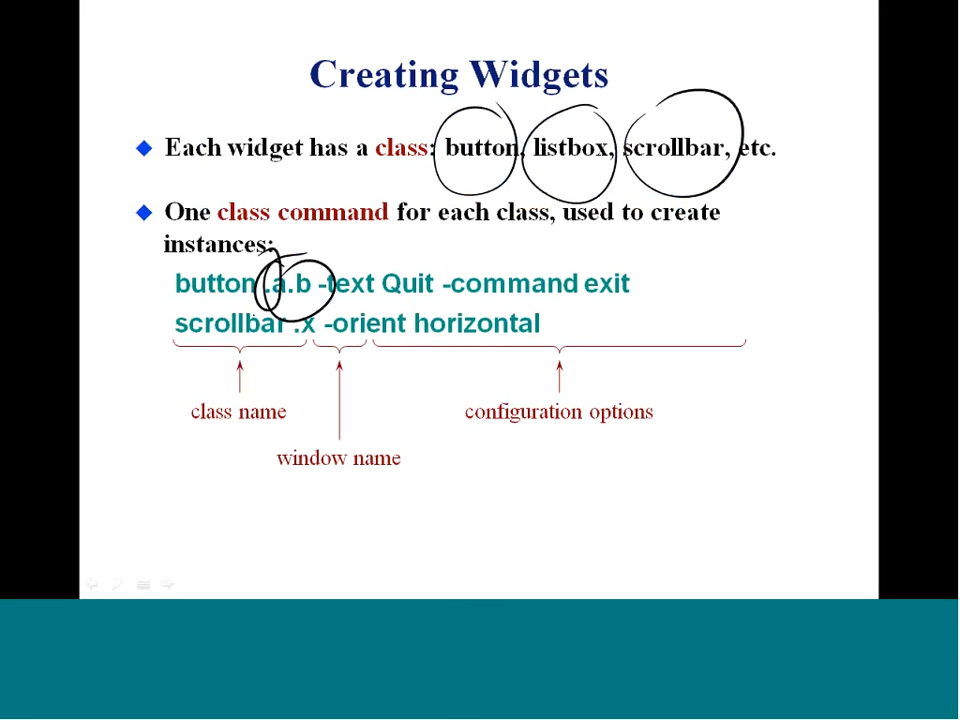 Creating Widgets
Each widget has a class: button, listbox, scrollbar, etc.
One class command for each class, used to create
instances:
button .a.b -text Quit -command exit
scrollbar .x -orient horizontal
class name
configuration options
window name